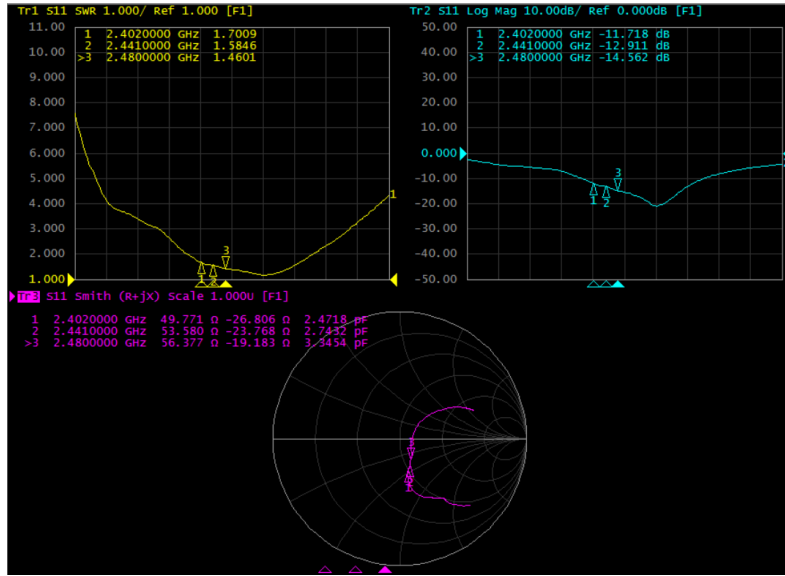 Tr1 S11 SWR 1.000/ Ref 1.000 [F1]
11.00
10.00
9.000
8.000
7.000
6.000
5.000
4.000
3.000
2.000
1.000
1 2.4020000 GHz 1.7009
2 2.4410000 GHz 1.5846
>3 2.4800000 GHz 1.4601
1
3
1
Tr2 S11 Log Mag 10.00dB/ Ref 0.000dB [F1]
50.00
40.00
30.00
20.00
10.00
0.000
-10.00
-20.00
-30.00
-40.00
-50.00
1 2.4020000 GHz -11.718 dB
2 2.4410000 GHz -12.911 dB
>3 2.4800000 GHz -14.562 dB
3
1
2
Tr3 S11 Smith (R+jX) Scale 1.000U [F1]
1 2.4020000 GHz 49.771 Ω -26.806 Ω 2.4718 pF
2 2.4410000 GHz 53.580 Ω -23.768 Ω 2.7432 pF
>3 2.4800000 GHz 56.377 Ω -19.183 Ω 3.3454 pF